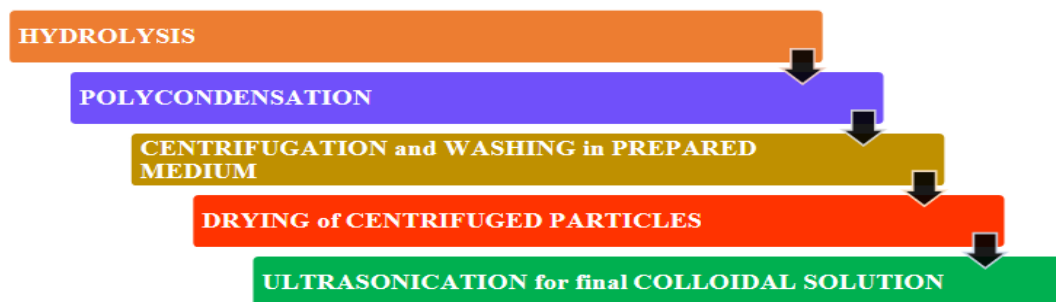 HYDROLYSIS
POLYCONDENSATION
CENTRIFUGATION and WASHING in PREPARED
MEDIUM
DRYING of CENTRIFUGED PARTICLES
ULTRASONICATION for final COLLOIDAL SOLUTION